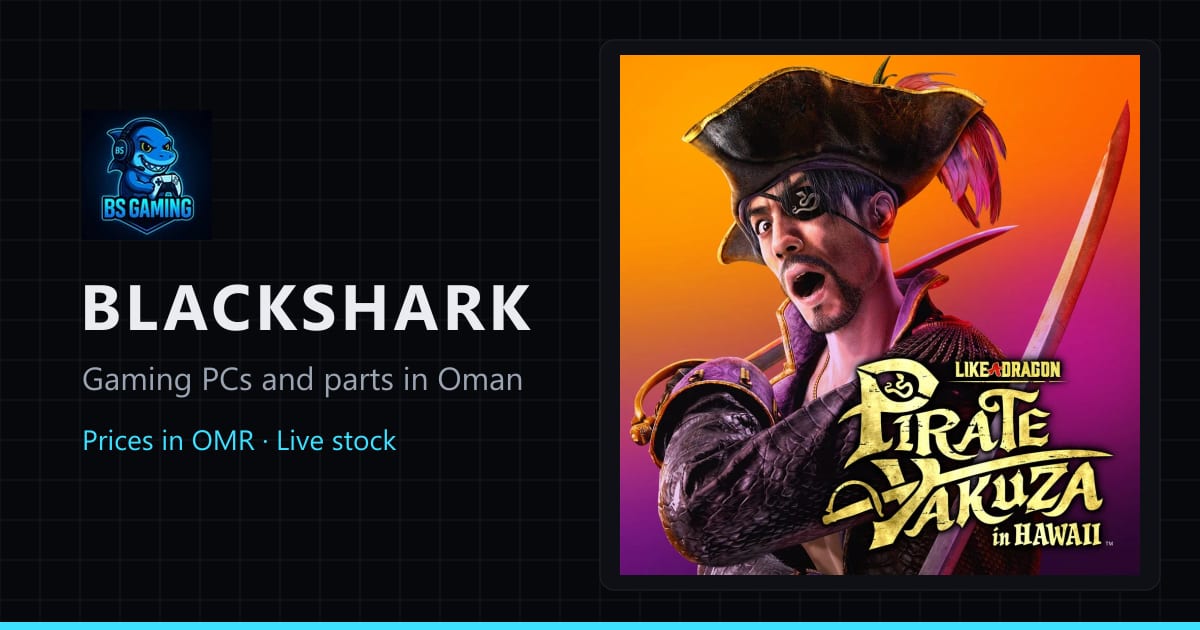 BS
BS GAMING
BLACKSHARK
Gaming PCs and parts in Oman
Prices in OMR · Live stock
LIKE A DRAGON
PIRATE
YAKUZA
in HAWAII
™